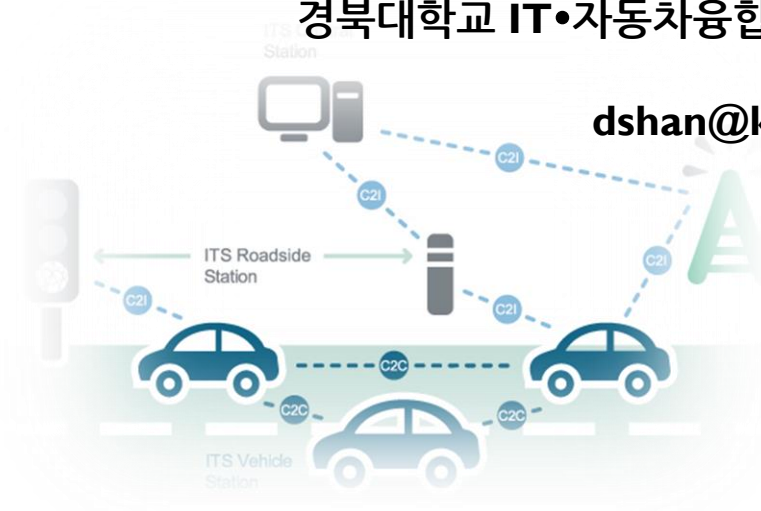 경북대학교 IT•자동차융합
ITS
Station
dshan@k
C2I
C2I
ITS Roadside
Station
C2I
C2I
C2I
C2C
C2C
C2C
ITS Vehicle
Station